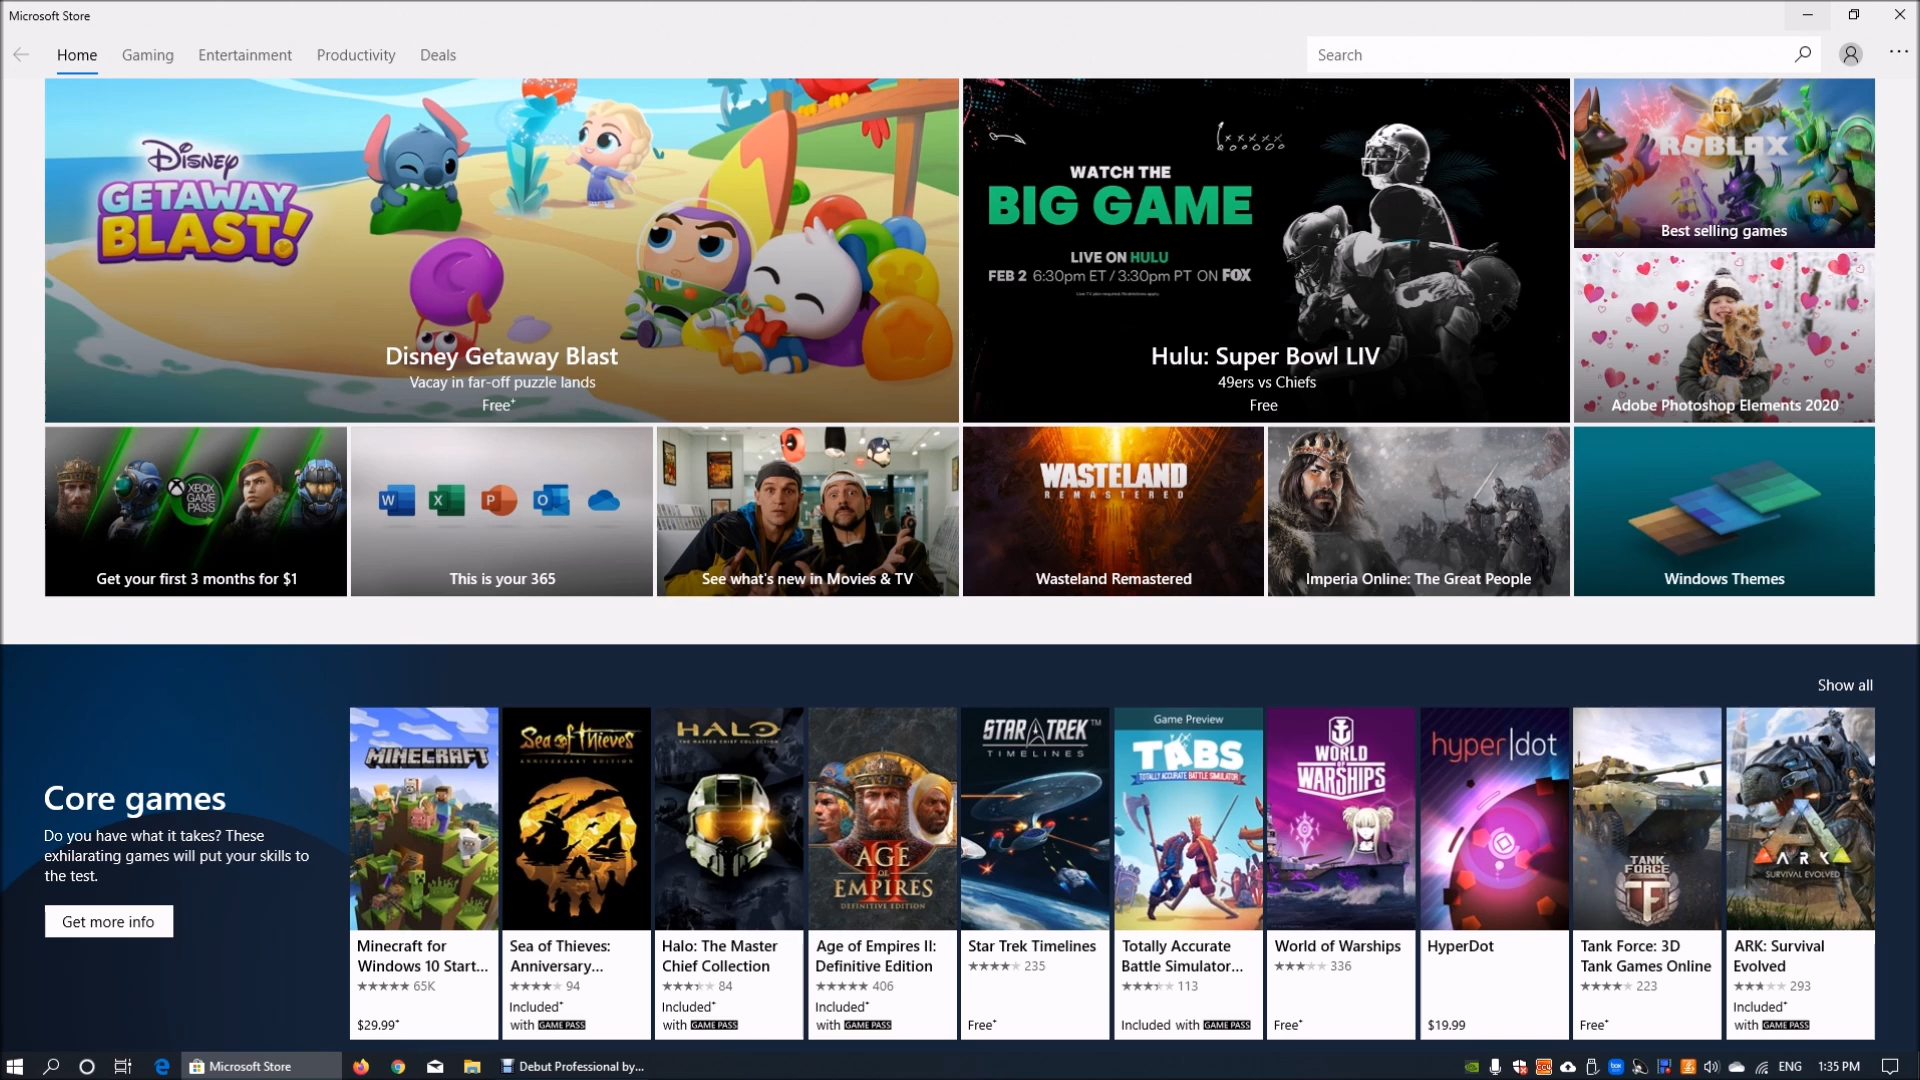 Microsoft Store
Home
Gaming
Entertainment
Productivity
Deals
Search
Disney
GETAWAY
BLAST!
Disney Getaway Blast
Vacay in far-off puzzle lands
Free+
WATCH THE
BIG GAME
LIVE ON HULU
FEB 2 6:30pm ET / 3:30pm PT ON FOX
Hulu: Super Bowl LIV
49ers vs Chiefs
Free
ROBLOX
Best selling games
Adobe Photoshop Elements 2020
XBOX
GAME
PASS
Get your first 3 months for $1
W X P O
This is your 365
See what's new in Movies & TV
WASTELAND
REMASTERED
Wasteland Remastered
Imperia Online: The Great People
Windows Themes
Show all
Core games
Do you have what it takes? These
exhilarating games will put your skills to
the test.
Get more info
MINECRAFT
Minecraft for
Windows 10 Start...
65K
$29.99+
Sea of Thieves
ANNIVERSARY EDITION
Sea of Thieves:
Anniversary...
94
Included+
with GAME PASS
HALO
THE MASTER CHIEF COLLECTION
Halo: The Master
Chief Collection
84
Included+
with GAME PASS
AGE
OF
EMPIRES
II
DEFINITIVE EDITION
Age of Empires II:
Definitive Edition
406
Included+
with GAME PASS
STAR TREK™
TIMELINES
Star Trek Timelines
235
Free+
Game Preview
TABS
TOTALLY ACCURATE BATTLE SIMULATOR
Totally Accurate
Battle Simulator...
113
Included with GAME PASS
WORLD
OF
WARSHIPS
World of Warships
336
Free+
hyper|dot
HyperDot
$19.99
TANK
FORCE
Tank Force: 3D
Tank Games Online
223
Free+
ARK
SURVIVAL EVOLVED
ARK: Survival
Evolved
293
Included+
with GAME PASS
Microsoft Store
Debut Professional by...
ENG
1:35 PM